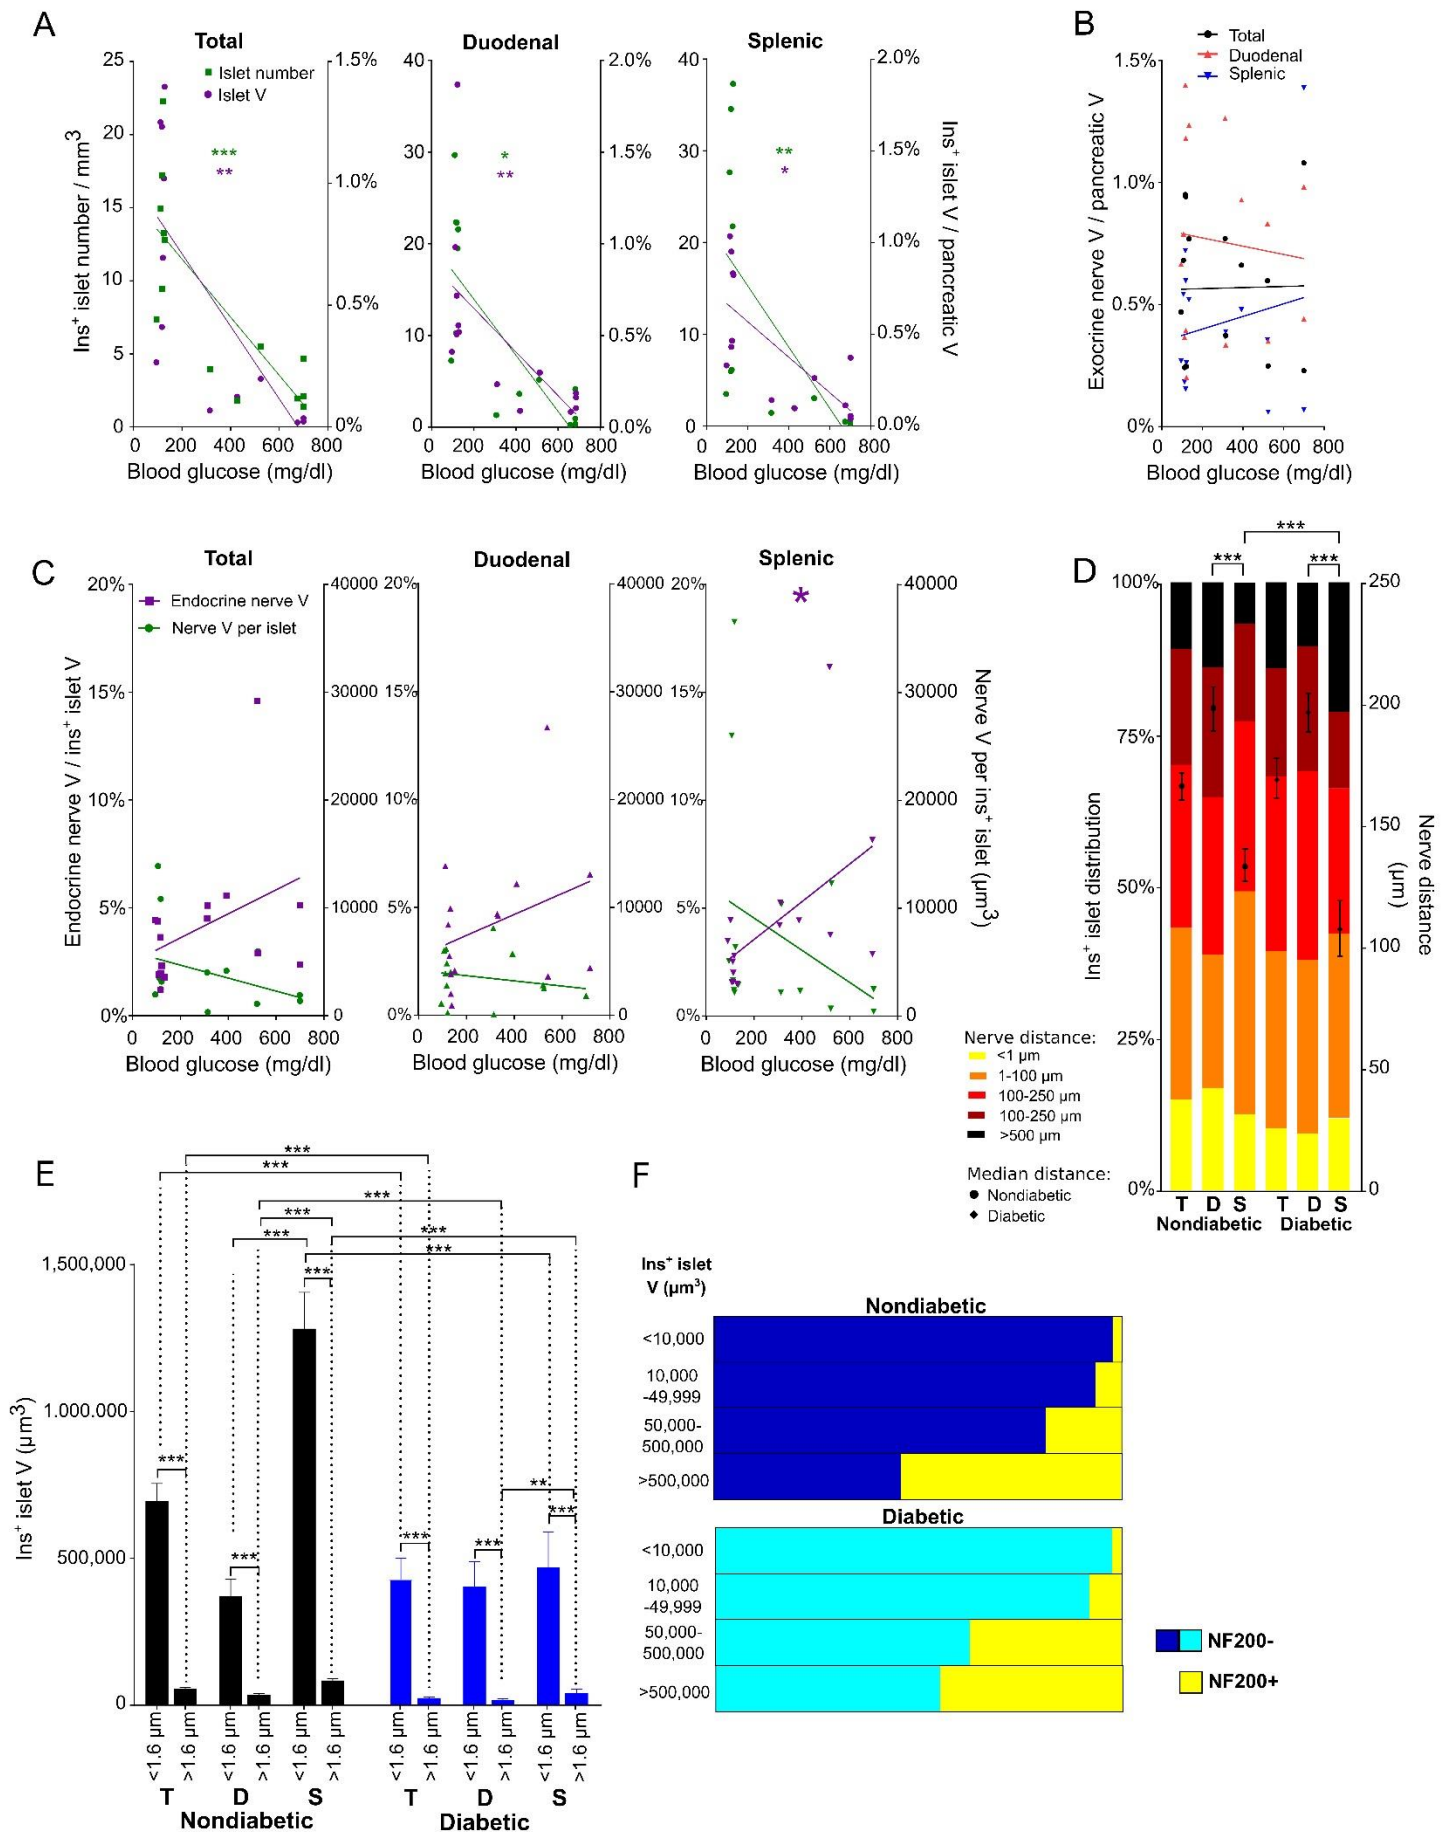 A
Total
Duodenal
Splenic
Islet number
Islet V
Ins+ islet number / mm3
25
20
15
10
5
0
1.5%
1.0%
0.5%
0%
***
**
0 200 400 600 800
Blood glucose (mg/dl)
40
30
20
10
0
2.0%
1.5%
1.0%
0.5%
0.0%
*
**
0 200 400 600 800
Blood glucose (mg/dl)
40
30
20
10
0
2.0%
1.5%
1.0%
0.5%
0.0%
**
*
0 200 400 600 800
Blood glucose (mg/dl)
Ins+ islet V / pancreatic V
B
Total
Duodenal
Splenic
Exocrine nerve V / pancreatic V
1.5%
1.0%
0.5%
0%
0 200 400 600 800
Blood glucose (mg/dl)
C
Total
Duodenal
Splenic
Endocrine nerve V
Nerve V per islet
Endocrine nerve V / ins+ islet V
20%
15%
10%
5%
0%
40000
30000
20000
10000
0
0 200 400 600 800
Blood glucose (mg/dl)
20%
15%
10%
5%
0%
40000
30000
20000
10000
0
0 200 400 600 800
Blood glucose (mg/dl)
*
20%
15%
10%
5%
0%
40000
30000
20000
10000
0
0 200 400 600 800
Blood glucose (mg/dl)
Nerve V per ins+ islet (µm3)
D
***
*** ***
Ins+ islet distribution
100%
75%
50%
25%
0%
250
200
150
100
50
0
Nerve distance
(µm)
T D S T D S
Nondiabetic Diabetic
Nerve distance:
<1 µm
1-100 µm
100-250 µm
100-250 µm
>500 µm
Median distance:
Nondiabetic
Diabetic
E
***
***
***
***
***
***
***
***
***
***
**
***
***
***
Ins+ islet V (µm3)
1,500,000
1.000.000
500,000
0
<1.6 µm >1.6 µm <1.6 µm >1.6 µm <1.6 µm >1.6 µm <1.6 µm >1.6 µm <1.6 µm >1.6 µm <1.6 µm >1.6 µm
T D S T D S
Nondiabetic Diabetic
F
Ins+ islet
V (µm3)
Nondiabetic
<10,000
10,000
-49,999
50,000-
500,000
>500,000
Diabetic
<10,000
10,000
-49,999
50,000-
500,000
>500,000
NF200-
NF200+